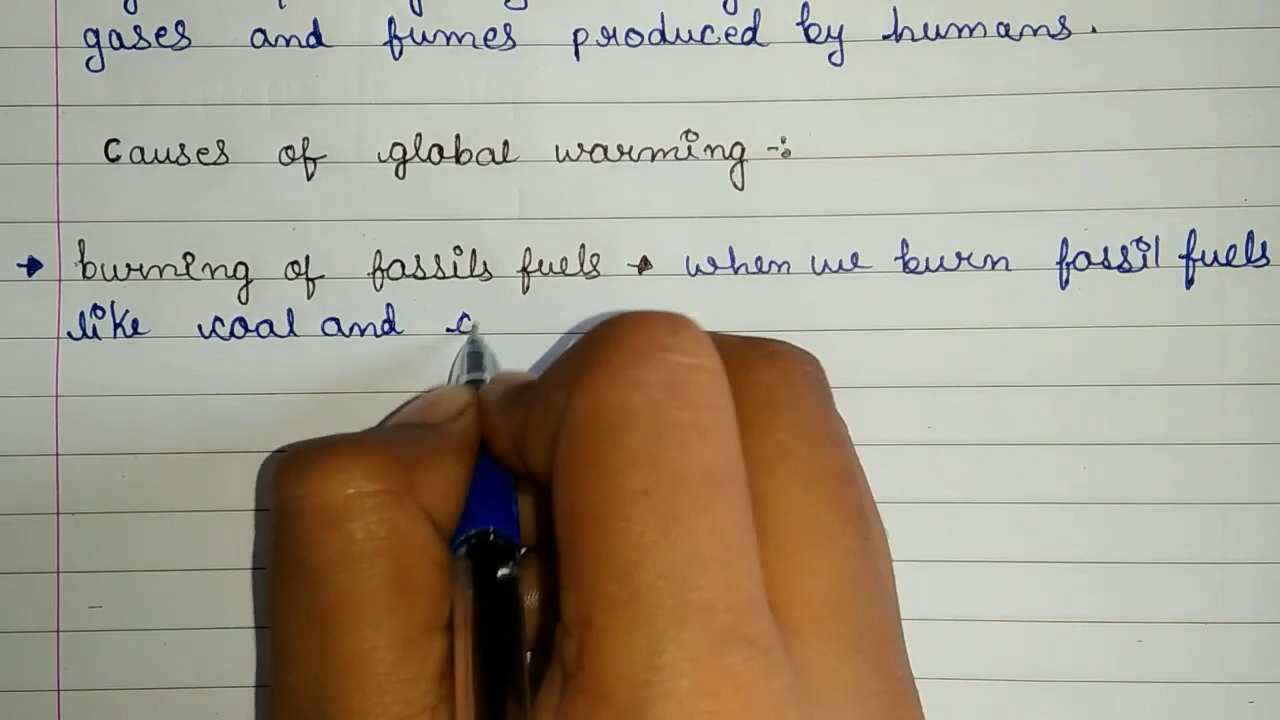 gases and fumes produced by humans.
Causes of global warming -:
→ burning of fossils fuels → when we burn fossil fuels
like coal and